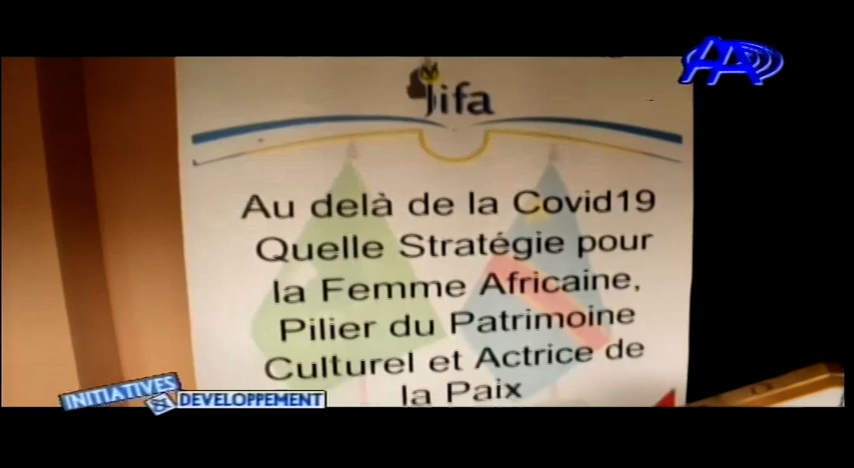 Jifa
Au delà de la Covid19
Quelle Stratégie pour
la Femme Africaine,
Pilier du Patrimoine
Culturel et Actrice de
la Paix
INITIATIVES
& DEVELOPPEMENT